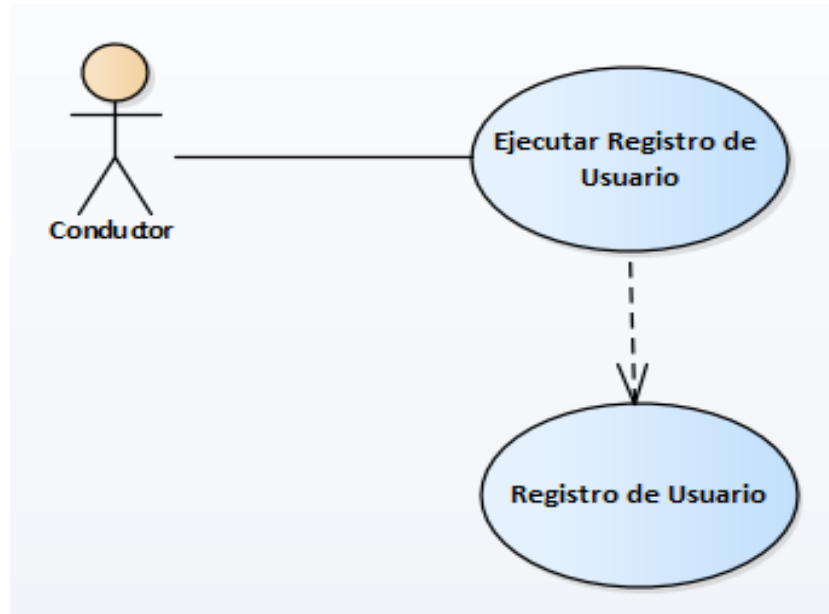 Conductor
Ejecutar Registro de
Usuario
Registro de Usuario